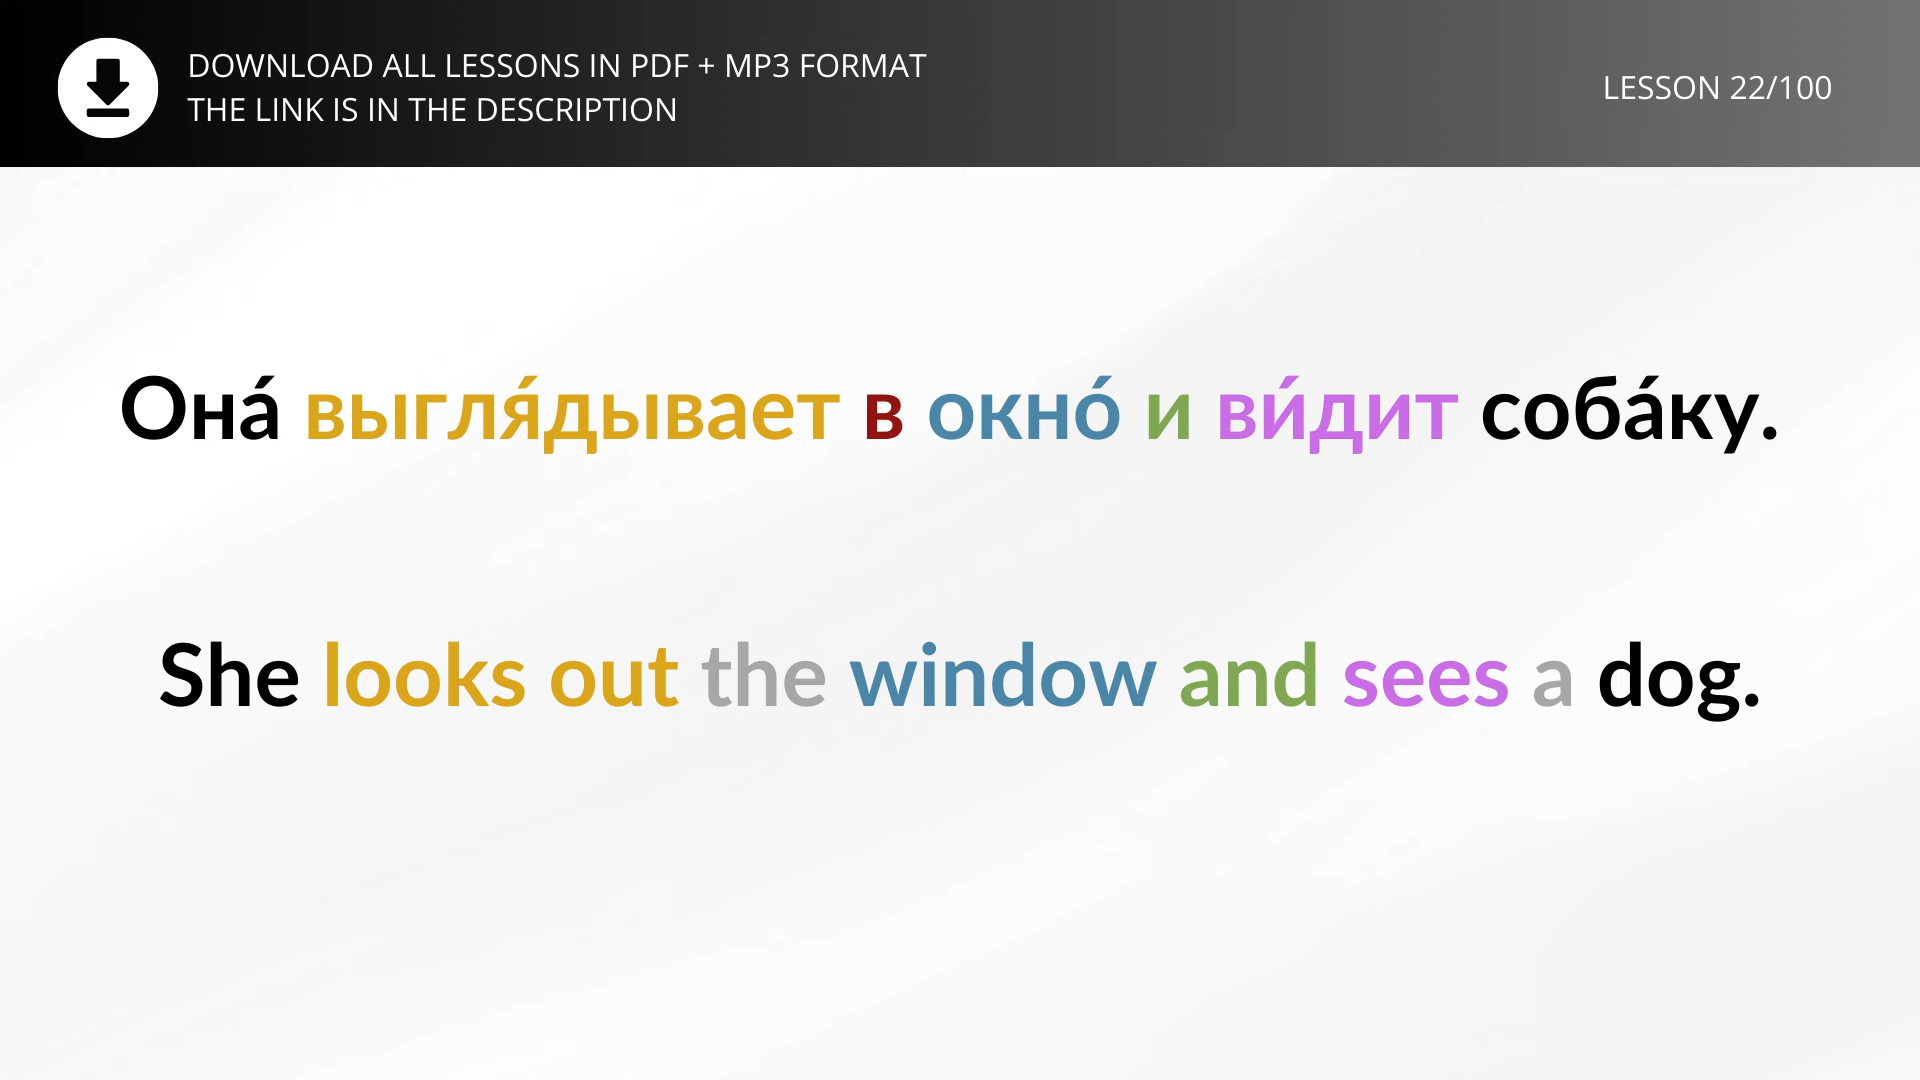 DOWNLOAD ALL LESSONS IN PDF + MP3 FORMAT
THE LINK IS IN THE DESCRIPTION
LESSON 22/100
Она́ выгля́дывает в окно́ и ви́дит соба́ку.
She looks out the window and sees a dog.